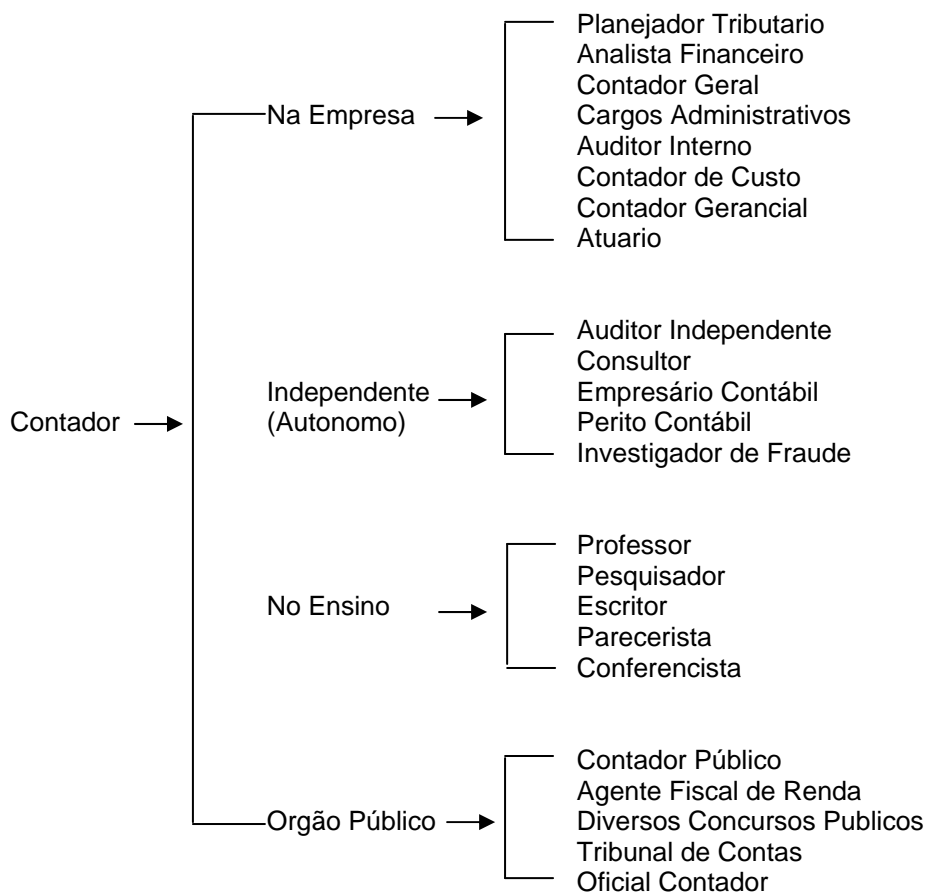 Contador
Na Empresa
Planejador Tributario
Analista Financeiro
Contador Geral
Cargos Administrativos
Auditor Interno
Contador de Custo
Contador Gerancial
Atuario
Independente
(Autonomo)
Auditor Independente
Consultor
Empresário Contábil
Perito Contábil
Investigador de Fraude
No Ensino
Professor
Pesquisador
Escritor
Parecerista
Conferencista
Orgão Público
Contador Público
Agente Fiscal de Renda
Diversos Concursos Publicos
Tribunal de Contas
Oficial Contador